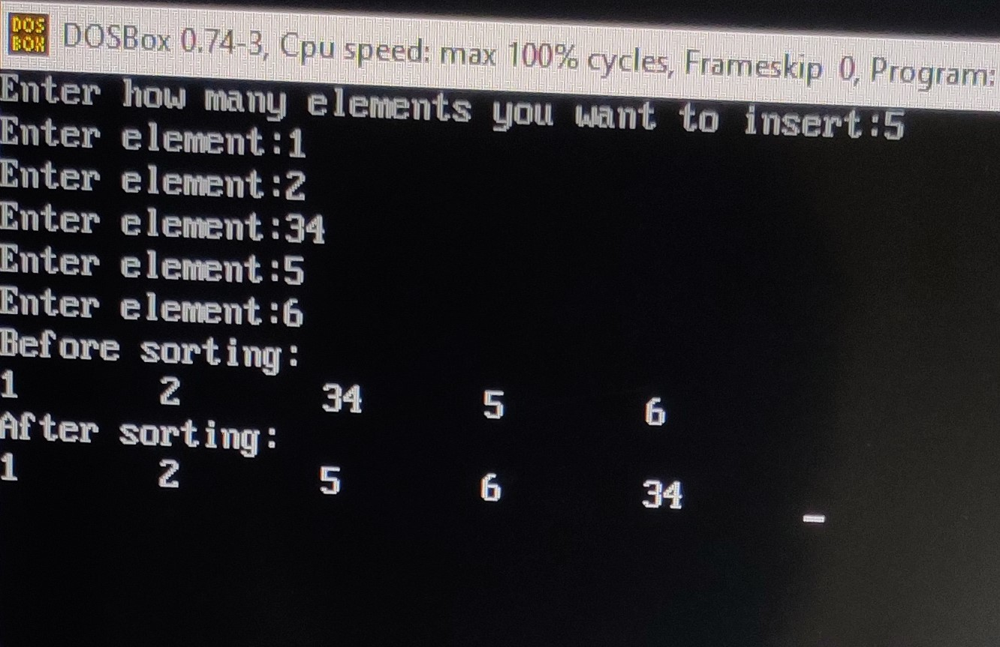 DOS
BOX
DOSBox 0.74-3, Cpu speed: max 100% cycles, Frameskip 0, Program:
Enter how many elements you want to insert:5
Enter element:1
Enter element:2
Enter element:34
Enter element:5
Enter element:6
Before sorting:
1 2 34 5 6
After sorting:
1 2 5 6 34